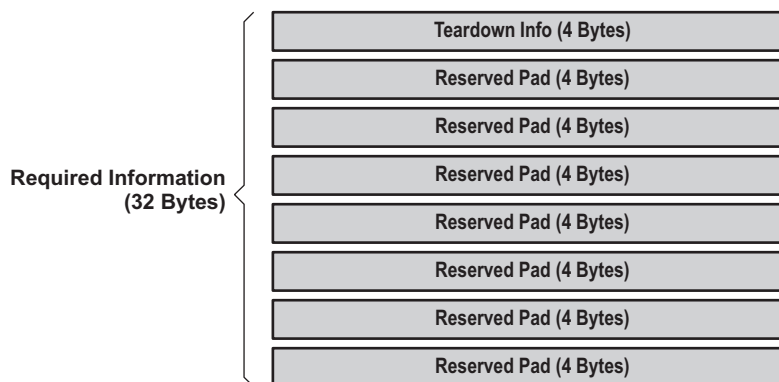 Teardown Info (4 Bytes)
Reserved Pad (4 Bytes)
Reserved Pad (4 Bytes)
Reserved Pad (4 Bytes)
Required Information
(32 Bytes)
Reserved Pad (4 Bytes)
Reserved Pad (4 Bytes)
Reserved Pad (4 Bytes)
Reserved Pad (4 Bytes)